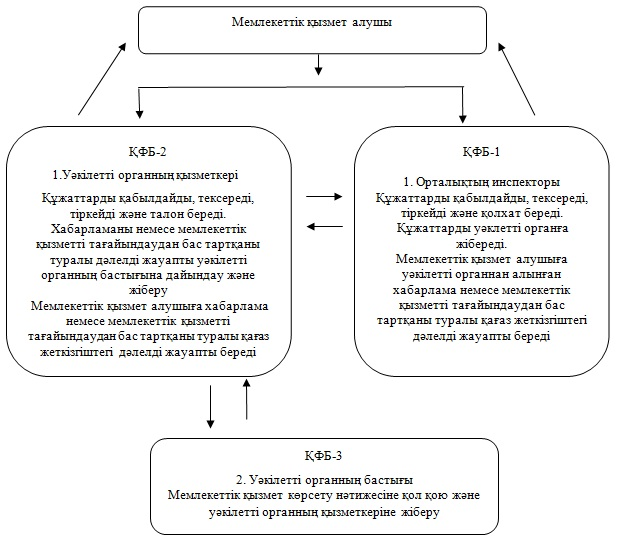 Мемлекеттік қызмет алушы
ҚФБ-2
1.Уәкілетті органның қызметкері
Құжаттарды қабылдайды, тексереді,
тіркейді және талон береді.
Хабарламаны немесе мемлекеттік
қызметті тағайындаудан бас тартқаны
туралы дәлелді жауапты уәкілетті
органның бастығына дайындау және
жіберу
Мемлекеттік қызмет алушыға хабарлама
немесе мемлекеттік қызметті
тағайындаудан бас тартқаны туралы қағаз
жеткізгіштегі дәлелді жауапты береді
ҚФБ-1
1. Орталықтың инспекторы
Құжаттарды қабылдайды, тексереді,
тіркейді және қолхат береді.
Құжаттарды уәклетті органға
жібереді.
Мемлекеттік қызмет алушыға
уәкілетті органнан алынған
хабарлама немесе мемлекеттік
қызметті тағайындаудан бас
тартқаны туралы қағаз жеткізгіштегі
дәлелді жауапты береді
ҚФБ-3
2. Уәкілетті органның бастығы
Мемлекеттік қызмет көрсету нәтижесіне қол қою және
уәкілетті органның қызметкеріне жіберу